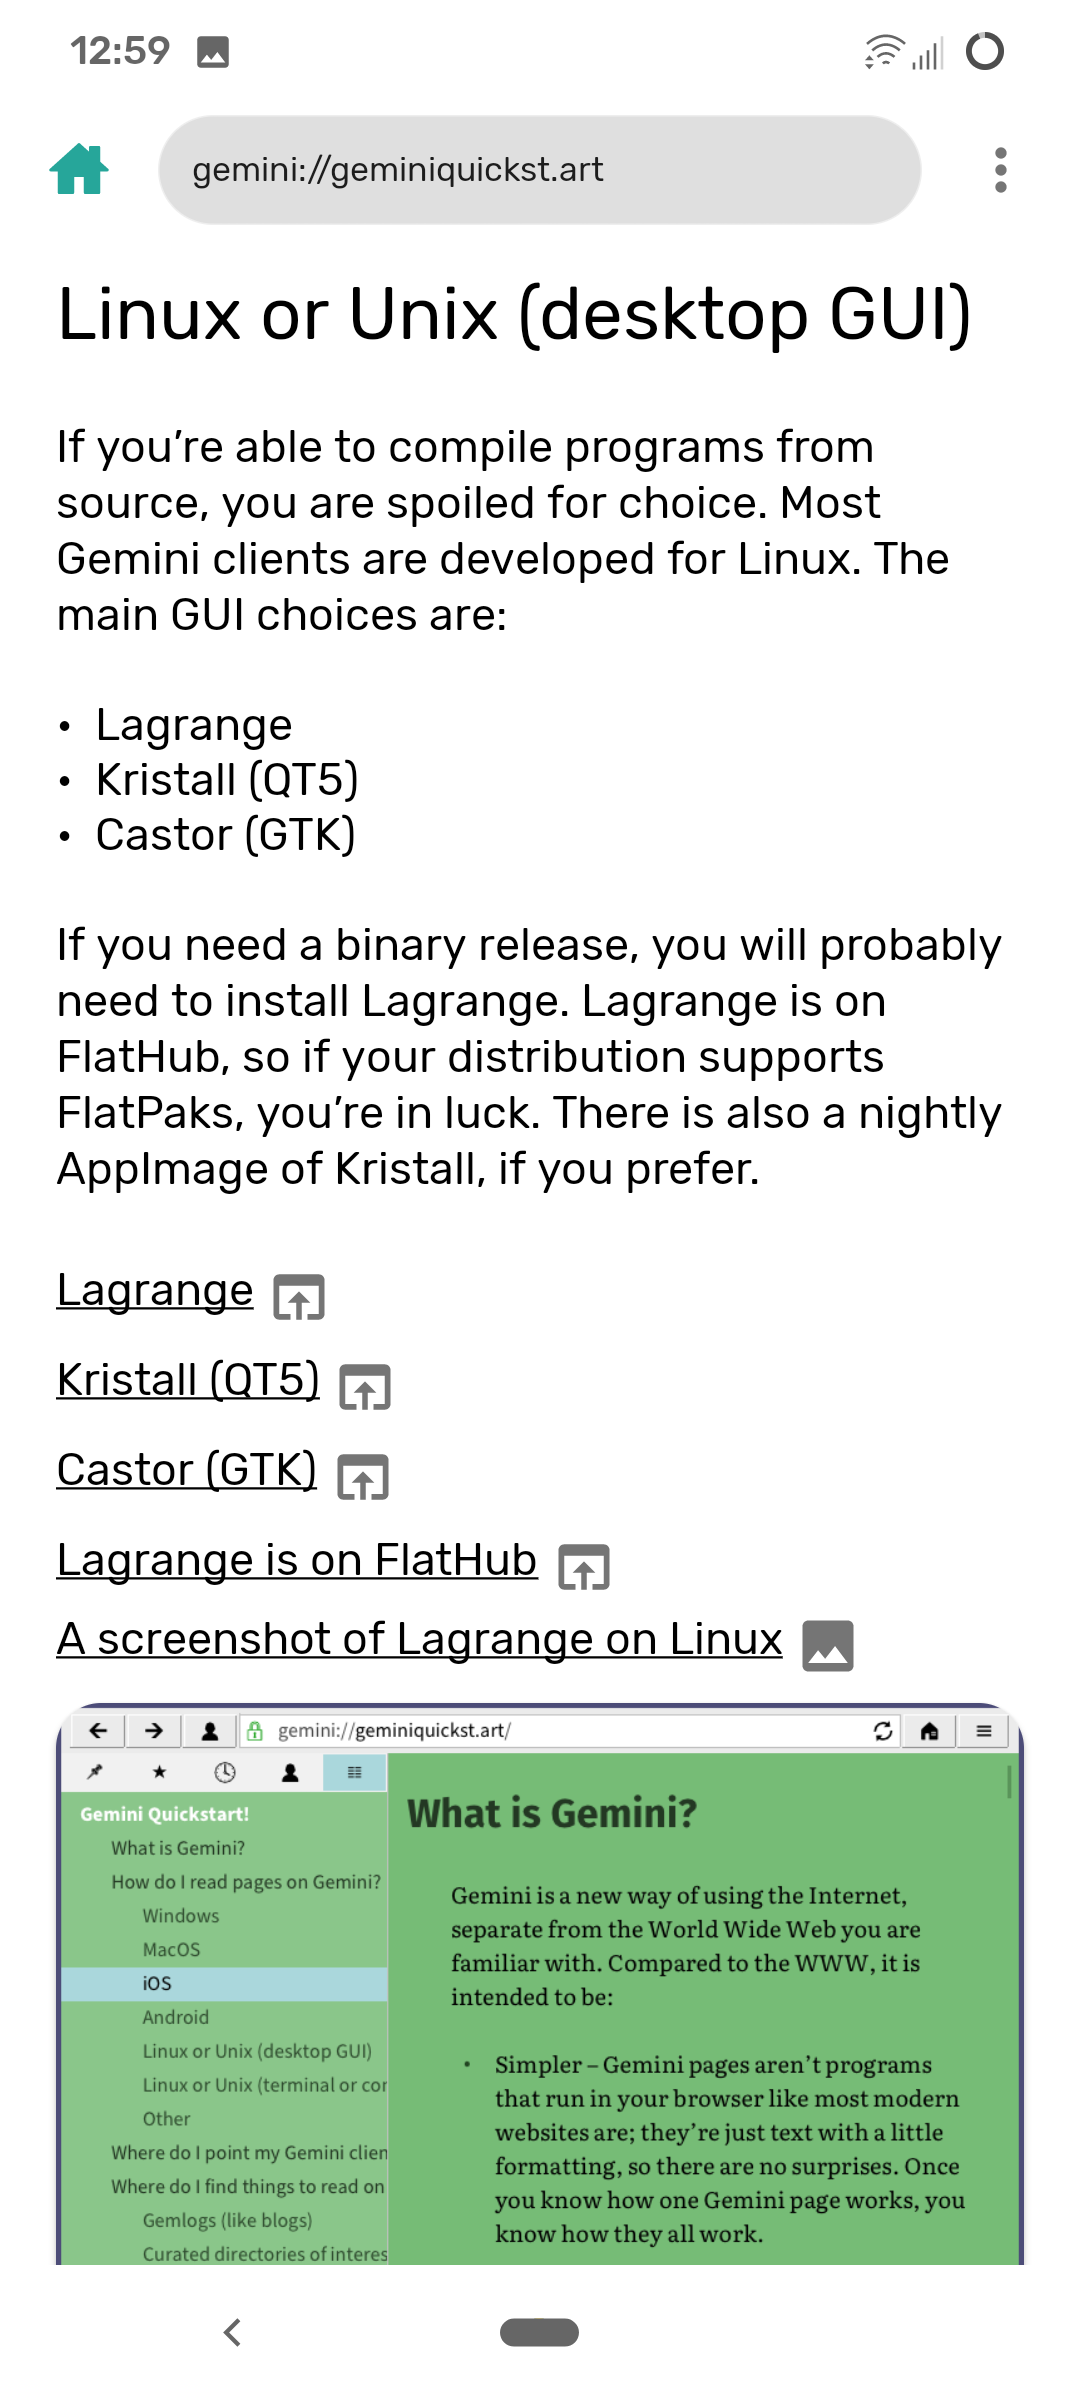 12:59
gemini://geminiquickst.art
Linux or Unix (desktop GUI)
If you’re able to compile programs from
source, you are spoiled for choice. Most
Gemini clients are developed for Linux. The
main GUI choices are:
• Lagrange
• Kristall (QT5)
• Castor (GTK)
If you need a binary release, you will probably
need to install Lagrange. Lagrange is on
FlatHub, so if your distribution supports
FlatPaks, you’re in luck. There is also a nightly
AppImage of Kristall, if you prefer.
Lagrange
Kristall (QT5)
Castor (GTK)
Lagrange is on FlatHub
A screenshot of Lagrange on Linux
gemini://geminiquickst.art/
Gemini Quickstart!
What is Gemini?
How do I read pages on Gemini?
Windows
MacOS
iOS
Android
Linux or Unix (desktop GUI)
Linux or Unix (terminal or cor
Other
Where do I point my Gemini clien
Where do I find things to read on
Gemlogs (like blogs)
Curated directories of interes
What is Gemini?
Gemini is a new way of using the Internet,
separate from the World Wide Web you are
familiar with. Compared to the WWW, it is
intended to be:
• Simpler – Gemini pages aren’t programs
that run in your browser like most modern
websites are; they’re just text with a little
formatting, so there are no surprises. Once
you know how one Gemini page works, you
know how they all work.